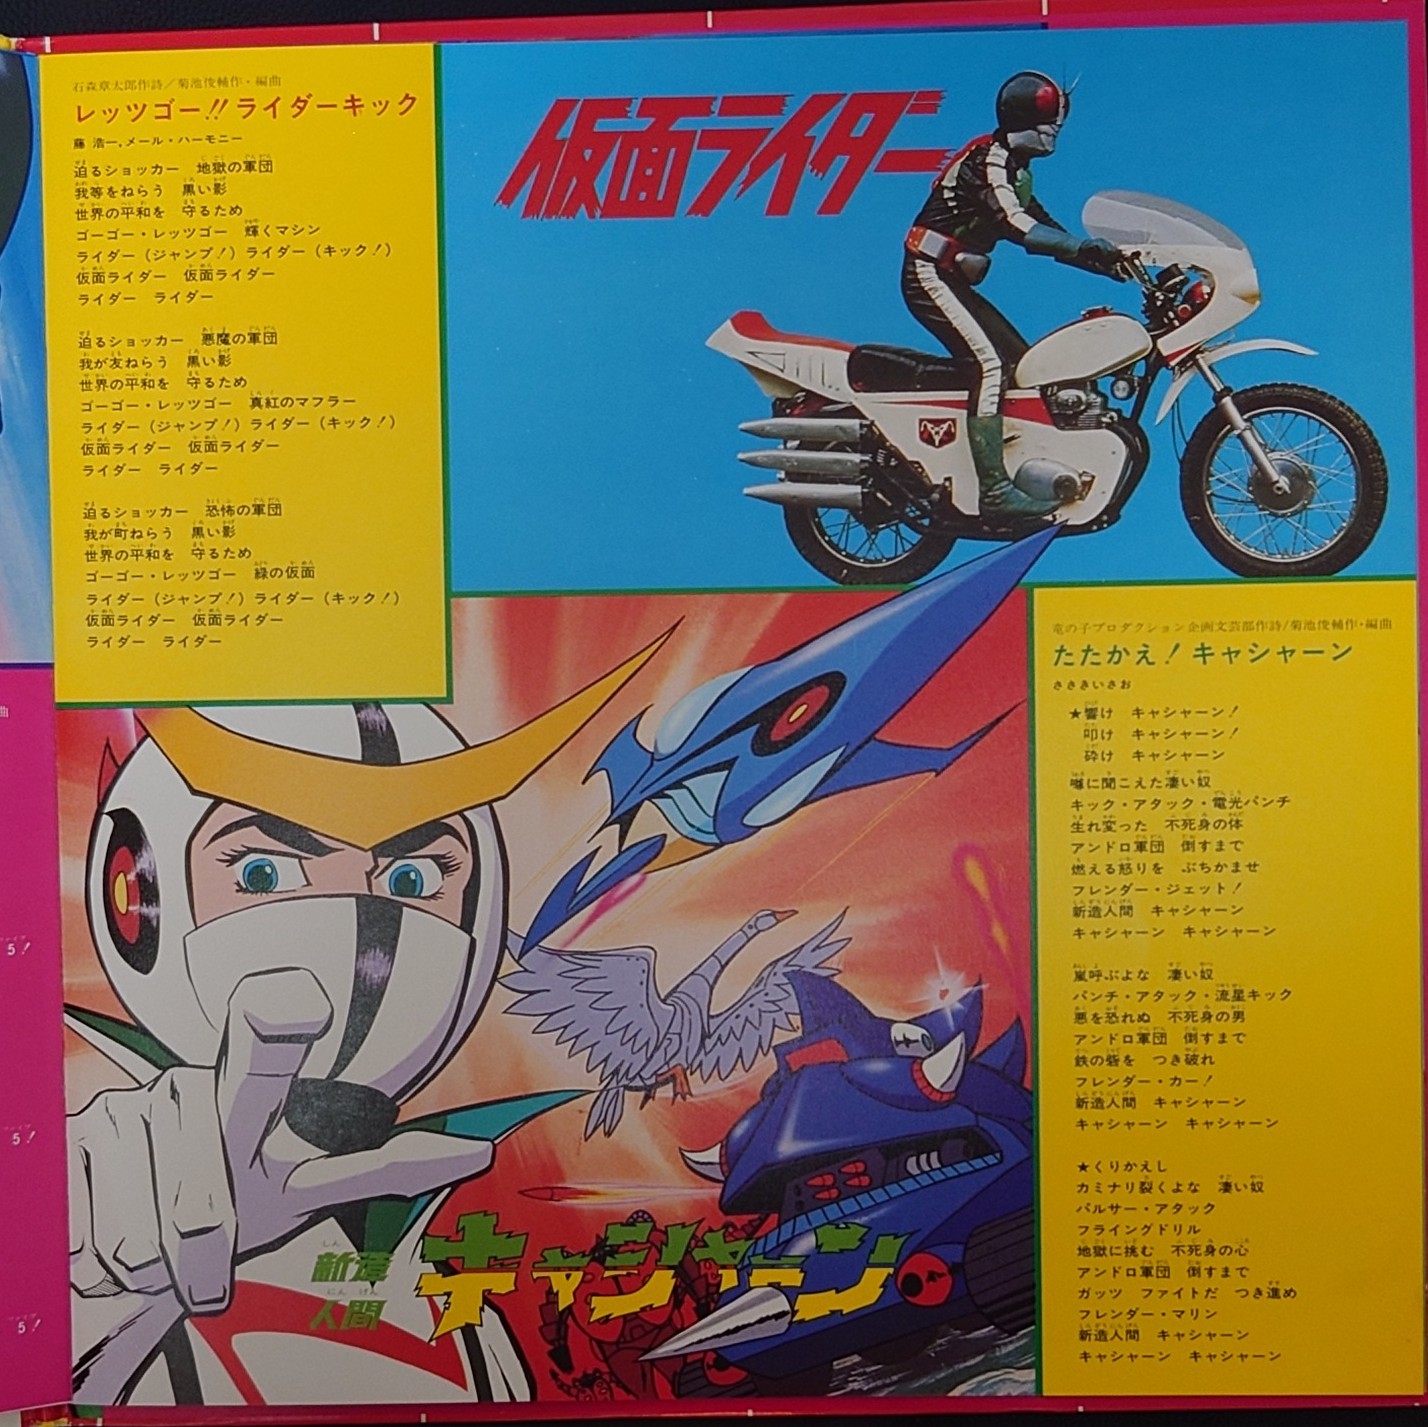 石森章太郎作詩/菊池俊輔作・編曲
レッツゴー!!ライダーキック
藤 浩一、メール・ハーモニー
迫るショッカー 地獄の軍団
我等をねらう 黒い影
世界の平和を 守るため
ゴーゴー・レッツゴー 輝くマシン
ライダー(ジャンプ!)ライダー(キック!)
仮面ライダー 仮面ライダー
ライダー ライダー
迫るショッカー 悪魔の軍団
我が友ねらう 黒い影
世界の平和を 守るため
ゴーゴー・レッツゴー 真紅のマフラー
ライダー(ジャンプ!)ライダー(キック!)
仮面ライダー 仮面ライダー
ライダー ライダー
迫るショッカー 恐怖の軍団
我が町ねらう 黒い影
世界の平和を 守るため
ゴーゴー・レッツゴー 緑の仮面
ライダー(ジャンプ!)ライダー(キック!)
仮面ライダー 仮面ライダー
ライダー ライダー
仮面ライダー
竜の子プロダクション企画文芸部作詩/菊池俊輔作・編曲
たたかえ!キャシャーン
ささきいさお
★響け キャシャーン!
叩け キャシャーン!
砕け キャシャーン
噂に聞こえた凄い奴
キック・アタック・電光パンチ
生れ変った 不死身の体
アンドロ軍団 倒すまで
燃える怒りを ぶちかませ
フレンダー・ジェット!
新造人間 キャシャーン
キャシャーン キャシャーン
嵐呼ぶよな 凄い奴
パンチ・アタック・流星キック
悪を恐れぬ 不死身の男
アンドロ軍団 倒すまで
鉄の砦を つき破れ
フレンダー・カー!
新造人間 キャシャーン
キャシャーン キャシャーン
★くりかえし
カミナリ裂くよな 凄い奴
パルサー・アタック
フライングドリル
地獄に挑む 不死身の心
アンドロ軍団 倒すまで
ガッツ ファイトだ つき進め
フレンダー・マリン
新造人間 キャシャーン
キャシャーン キャシャーン
新造
人間
キャシャーン
曲
5!
5!
5!